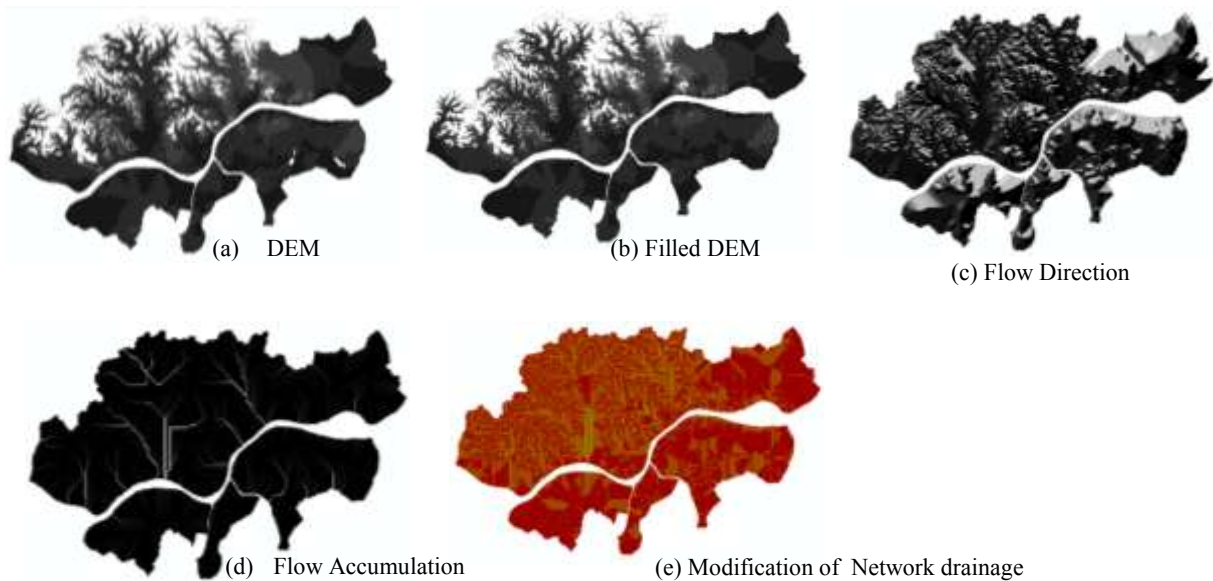 (a) DEM
(b) Filled DEM
(c) Flow Direction
(d) Flow Accumulation
(e) Modification of Network drainage